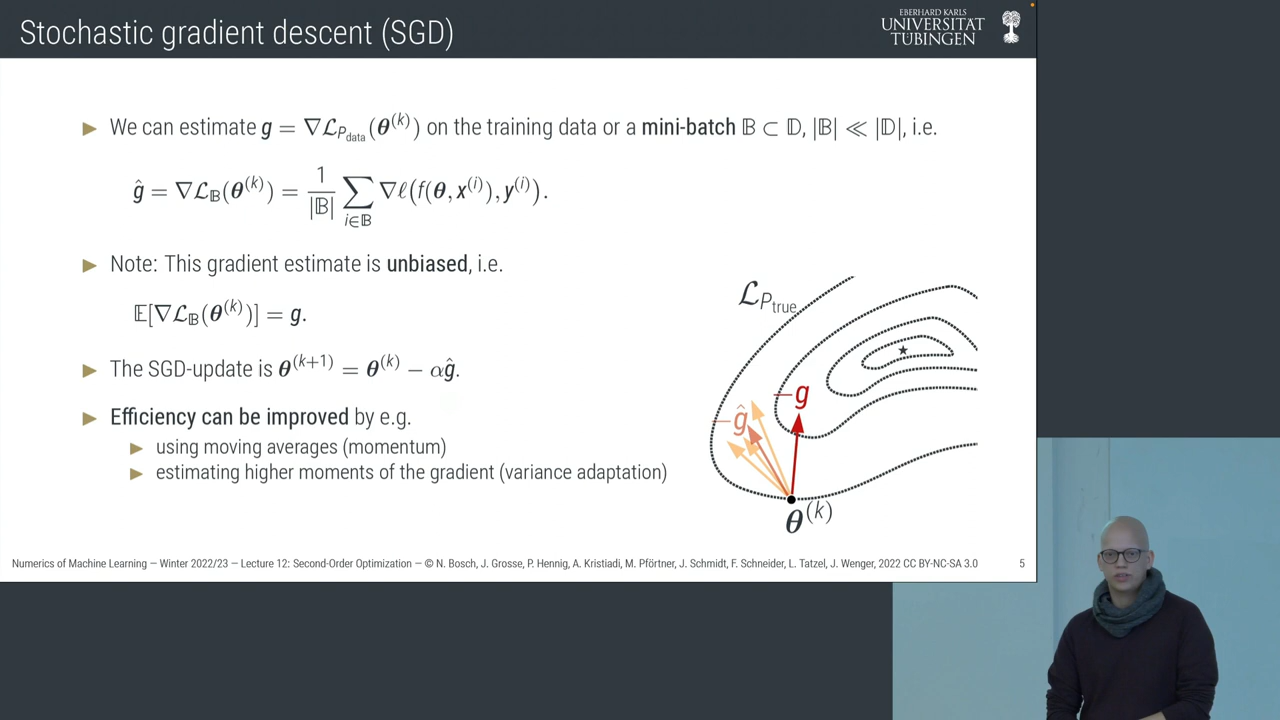 Stochastic gradient descent (SGD)
EBERHARD KARLS
UNIVERSITÄT
TÜBINGEN
▶ We can estimate g = ∇ℒ_{P_data}(θ^{(k)}) on the training data or a mini-batch 𝔹 ⊂ 𝔻, |𝔹| ≪ |𝔻|, i.e.
ĝ = ∇ℒ_𝔹(θ^{(k)}) = 1/|𝔹| ∑_{i∈𝔹} ∇ℓ(f(θ, x^{(i)}), y^{(i)}).
▶ Note: This gradient estimate is unbiased, i.e.
𝔼[∇ℒ_𝔹(θ^{(k)})] = g.
▶ The SGD-update is θ^{(k+1)} = θ^{(k)} − αĝ.
▶ Efficiency can be improved by e.g.
▶ using moving averages (momentum)
▶ estimating higher moments of the gradient (variance adaptation)
ℒ_{P_true}
−g
−ĝ
θ^{(k)}
Numerics of Machine Learning — Winter 2022/23 — Lecture 12: Second-Order Optimization — © N. Bosch, J. Grosse, P. Hennig, A. Kristiadi, M. Pförtner, J. Schmidt, F. Schneider, L. Tatzel, J. Wenger, 2022 CC BY-NC-SA 3.0
5